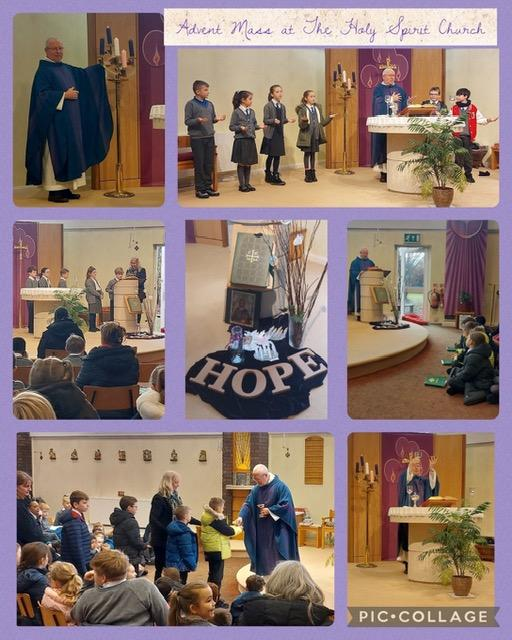 Advent Mass at The Holy Spirit Church
HOPE
PIC•COLLAGE